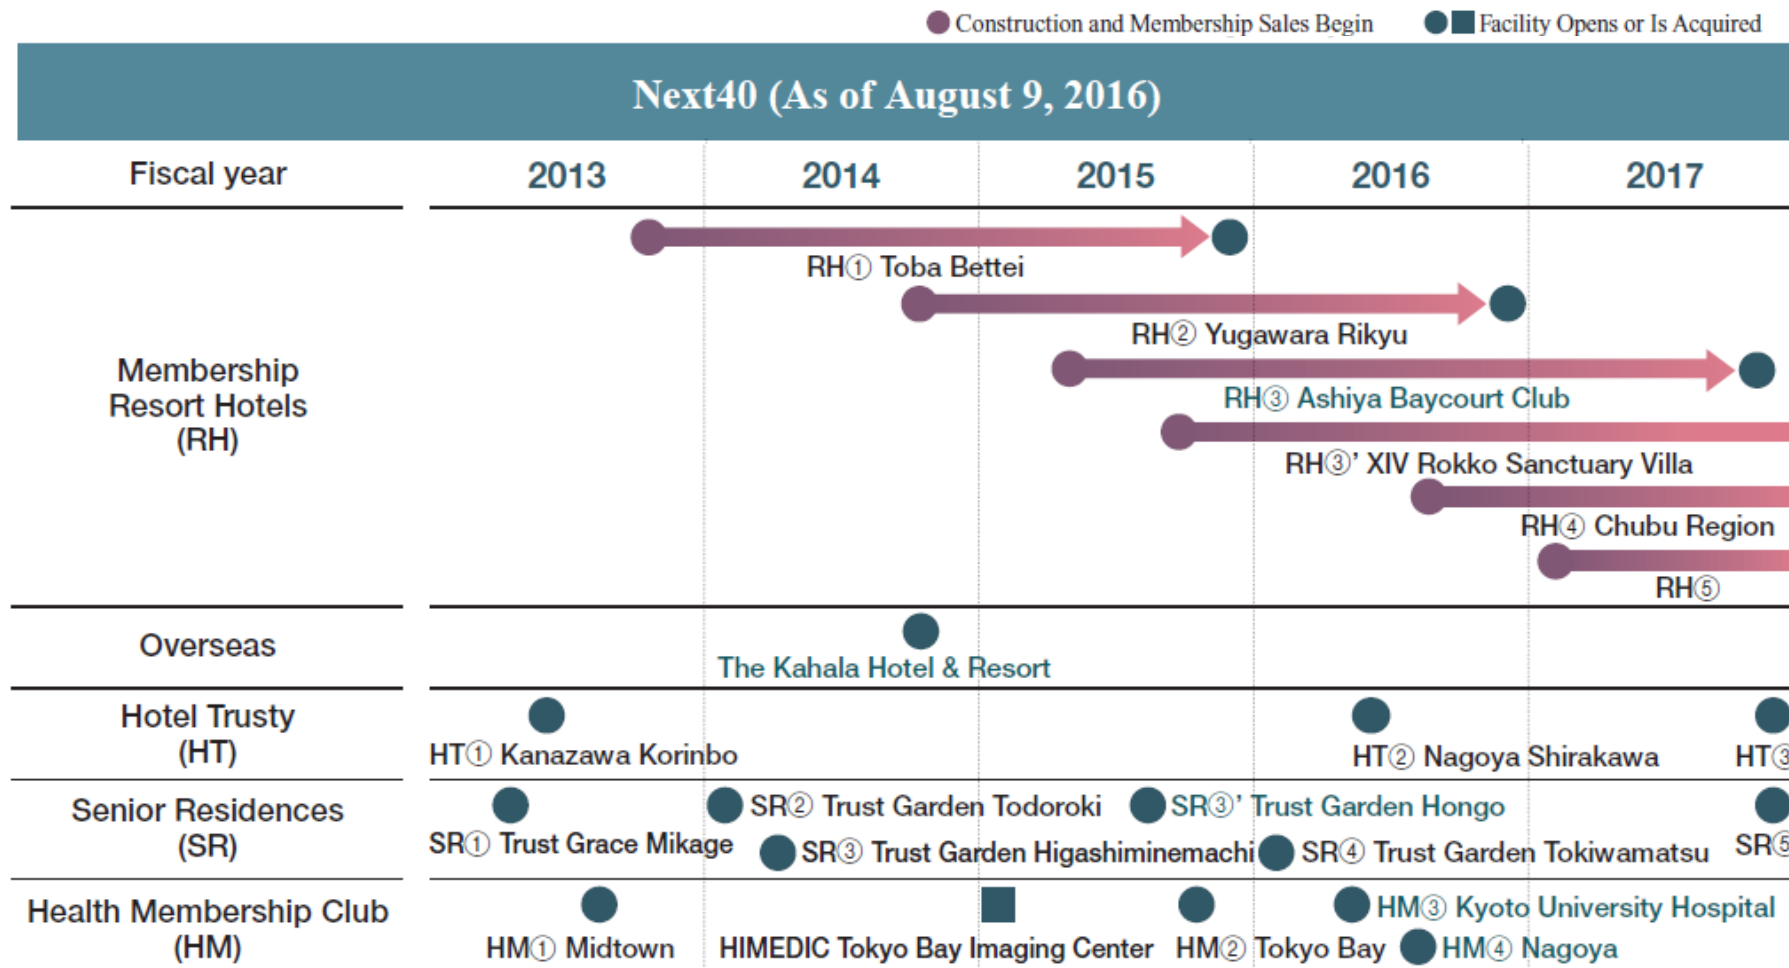 Construction and Membership Sales Begin
Facility Opens or Is Acquired
Next40 (As of August 9, 2016)
Fiscal year 2013 2014 2015 2016 2017
Membership
Resort Hotels
(RH)
RH① Toba Bettei
RH② Yugawara Rikyu
RH③ Ashiya Baycourt Club
RH③’ XIV Rokko Sanctuary Villa
RH④ Chubu Region
RH⑤
Overseas
The Kahala Hotel & Resort
Hotel Trusty
(HT)
HT① Kanazawa Korinbo
HT② Nagoya Shirakawa
HT③
Senior Residences
(SR)
SR① Trust Grace Mikage
SR② Trust Garden Todoroki
SR③ Trust Garden Higashiminemachi
SR③’ Trust Garden Hongo
SR④ Trust Garden Tokiwamatsu
SR⑤
Health Membership Club
(HM)
HM① Midtown
HIMEDIC Tokyo Bay Imaging Center
HM② Tokyo Bay
HM③ Kyoto University Hospital
HM④ Nagoya